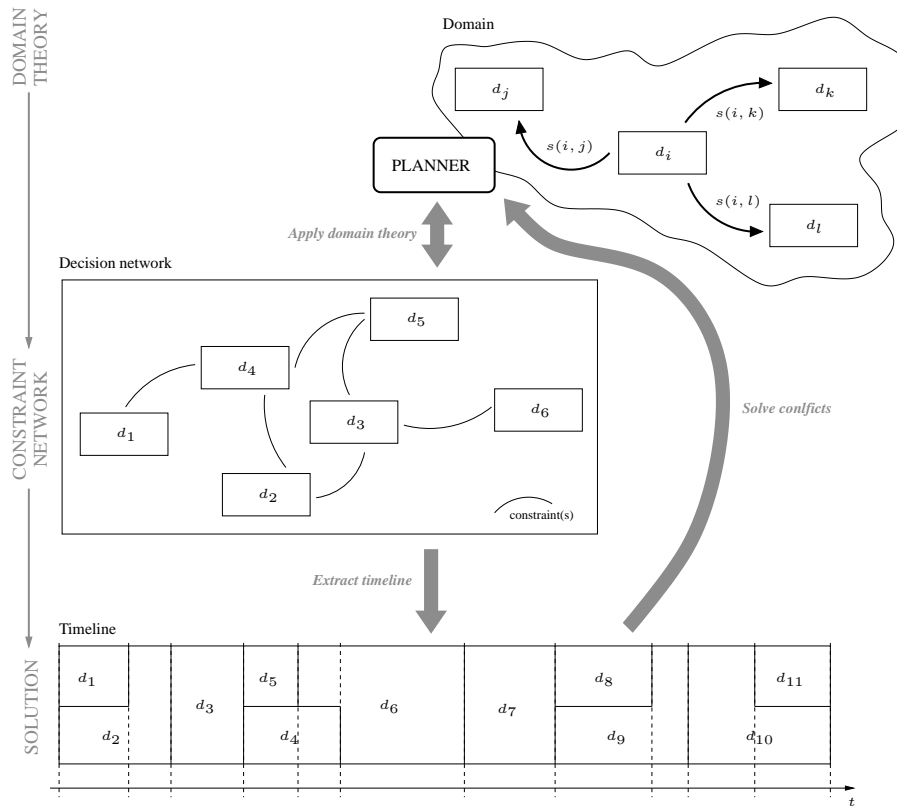 DOMAIN
THEORY
Domain
d_j
d_k
s(i, k)
s(i, j)
d_i
PLANNER
s(i, l)
d_l
Apply domain theory
Decision network
d_5
d_4
CONSTRAINT
NETWORK
d_6
d_3
d_1
Solve conlficts
d_2
constraint(s)
Extract timeline
Timeline
SOLUTION
d_1
d_5
d_8
d_11
d_3
d_6
d_7
d_2
d_4
d_9
d_10
t